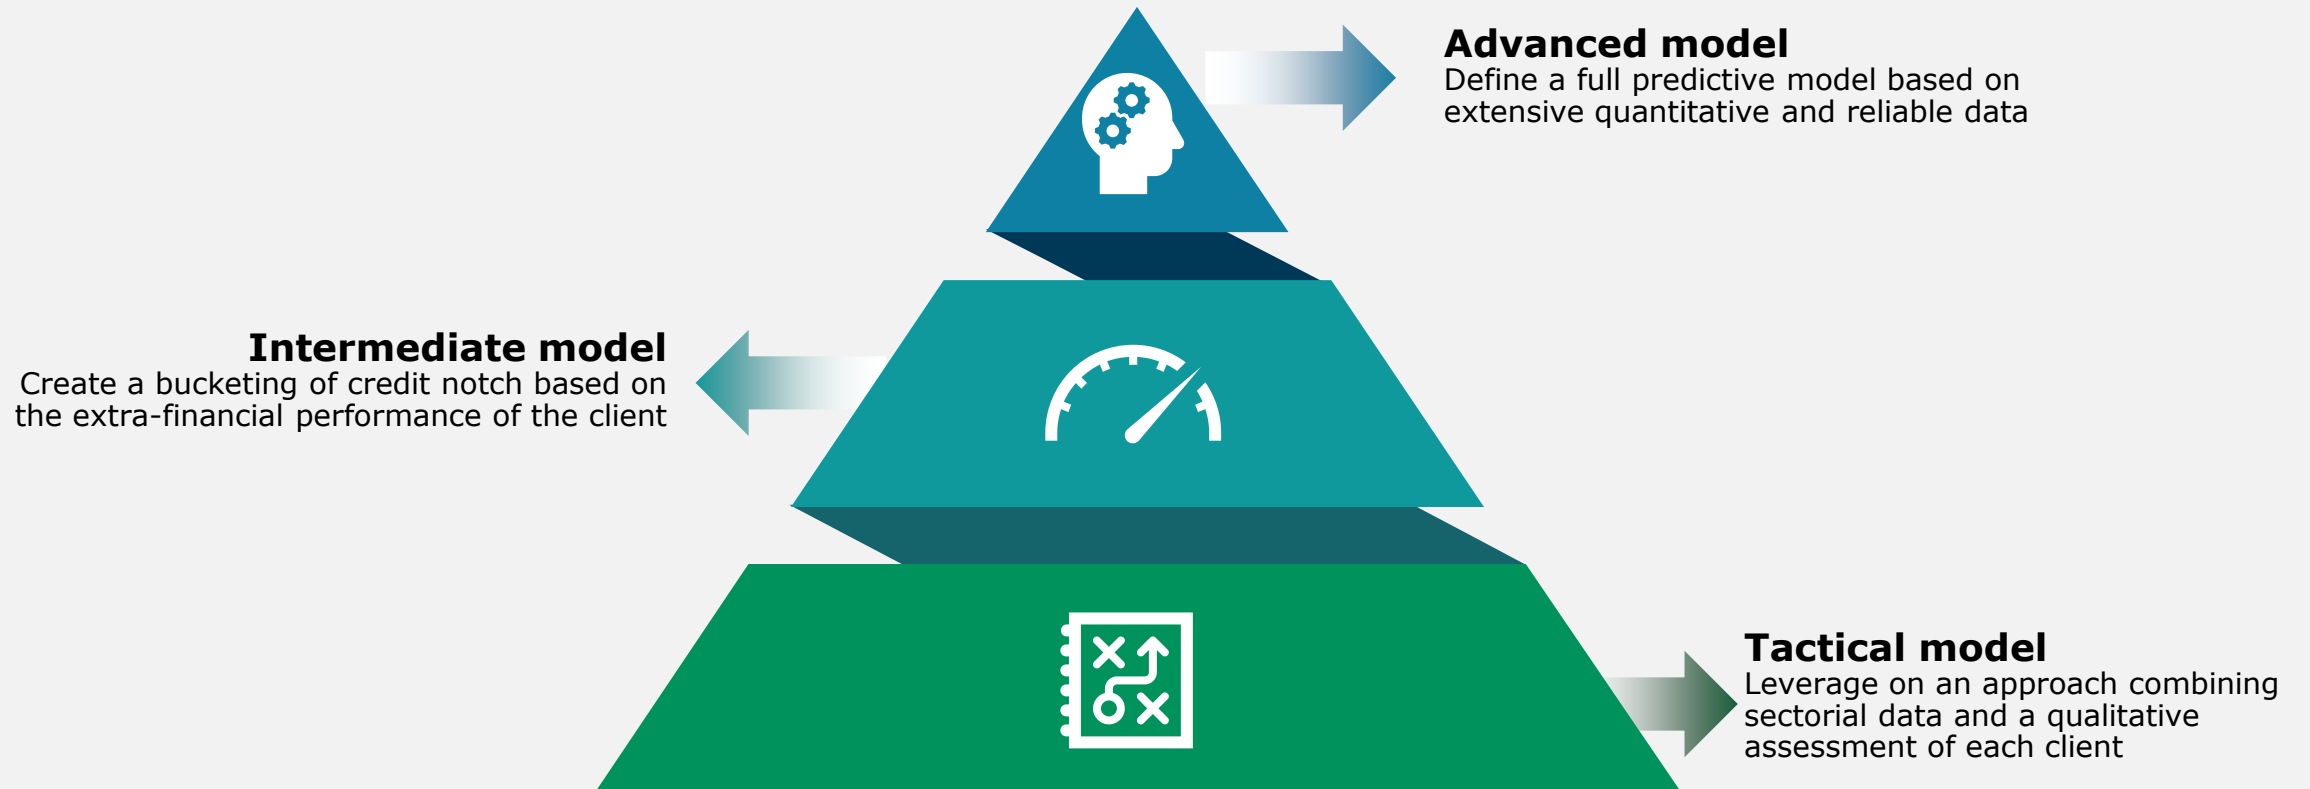 Advanced model
Define a full predictive model based on
extensive quantitative and reliable data
Intermediate model
Create a bucketing of credit notch based on
the extra-financial performance of the client
Tactical model
Leverage on an approach combining
sectorial data and a qualitative
assessment of each client